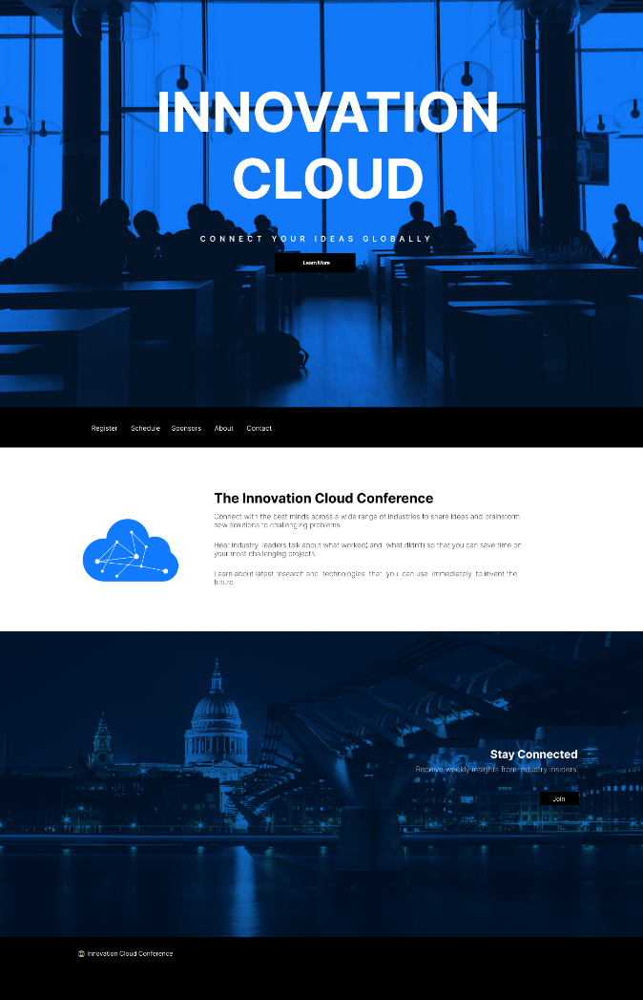 INNOVATION
CLOUD
CONNECT YOUR IDEAS GLOBALLY
Learn More
Register Schedule Sponsors About Contact
The Innovation Cloud Conference
Connect with the best minds across a wide range of industries to share ideas and brainstorm
new solutions to challenging problems.
Hear industry leaders talk about what worked( and what didn't) so that you can save time on
your most challenging projects.
Learn about latest research and technologies that you can use immediately to invent the
future.
Stay Connected
Receive weekly insights from industry insiders.
Join
Innovation Cloud Conference